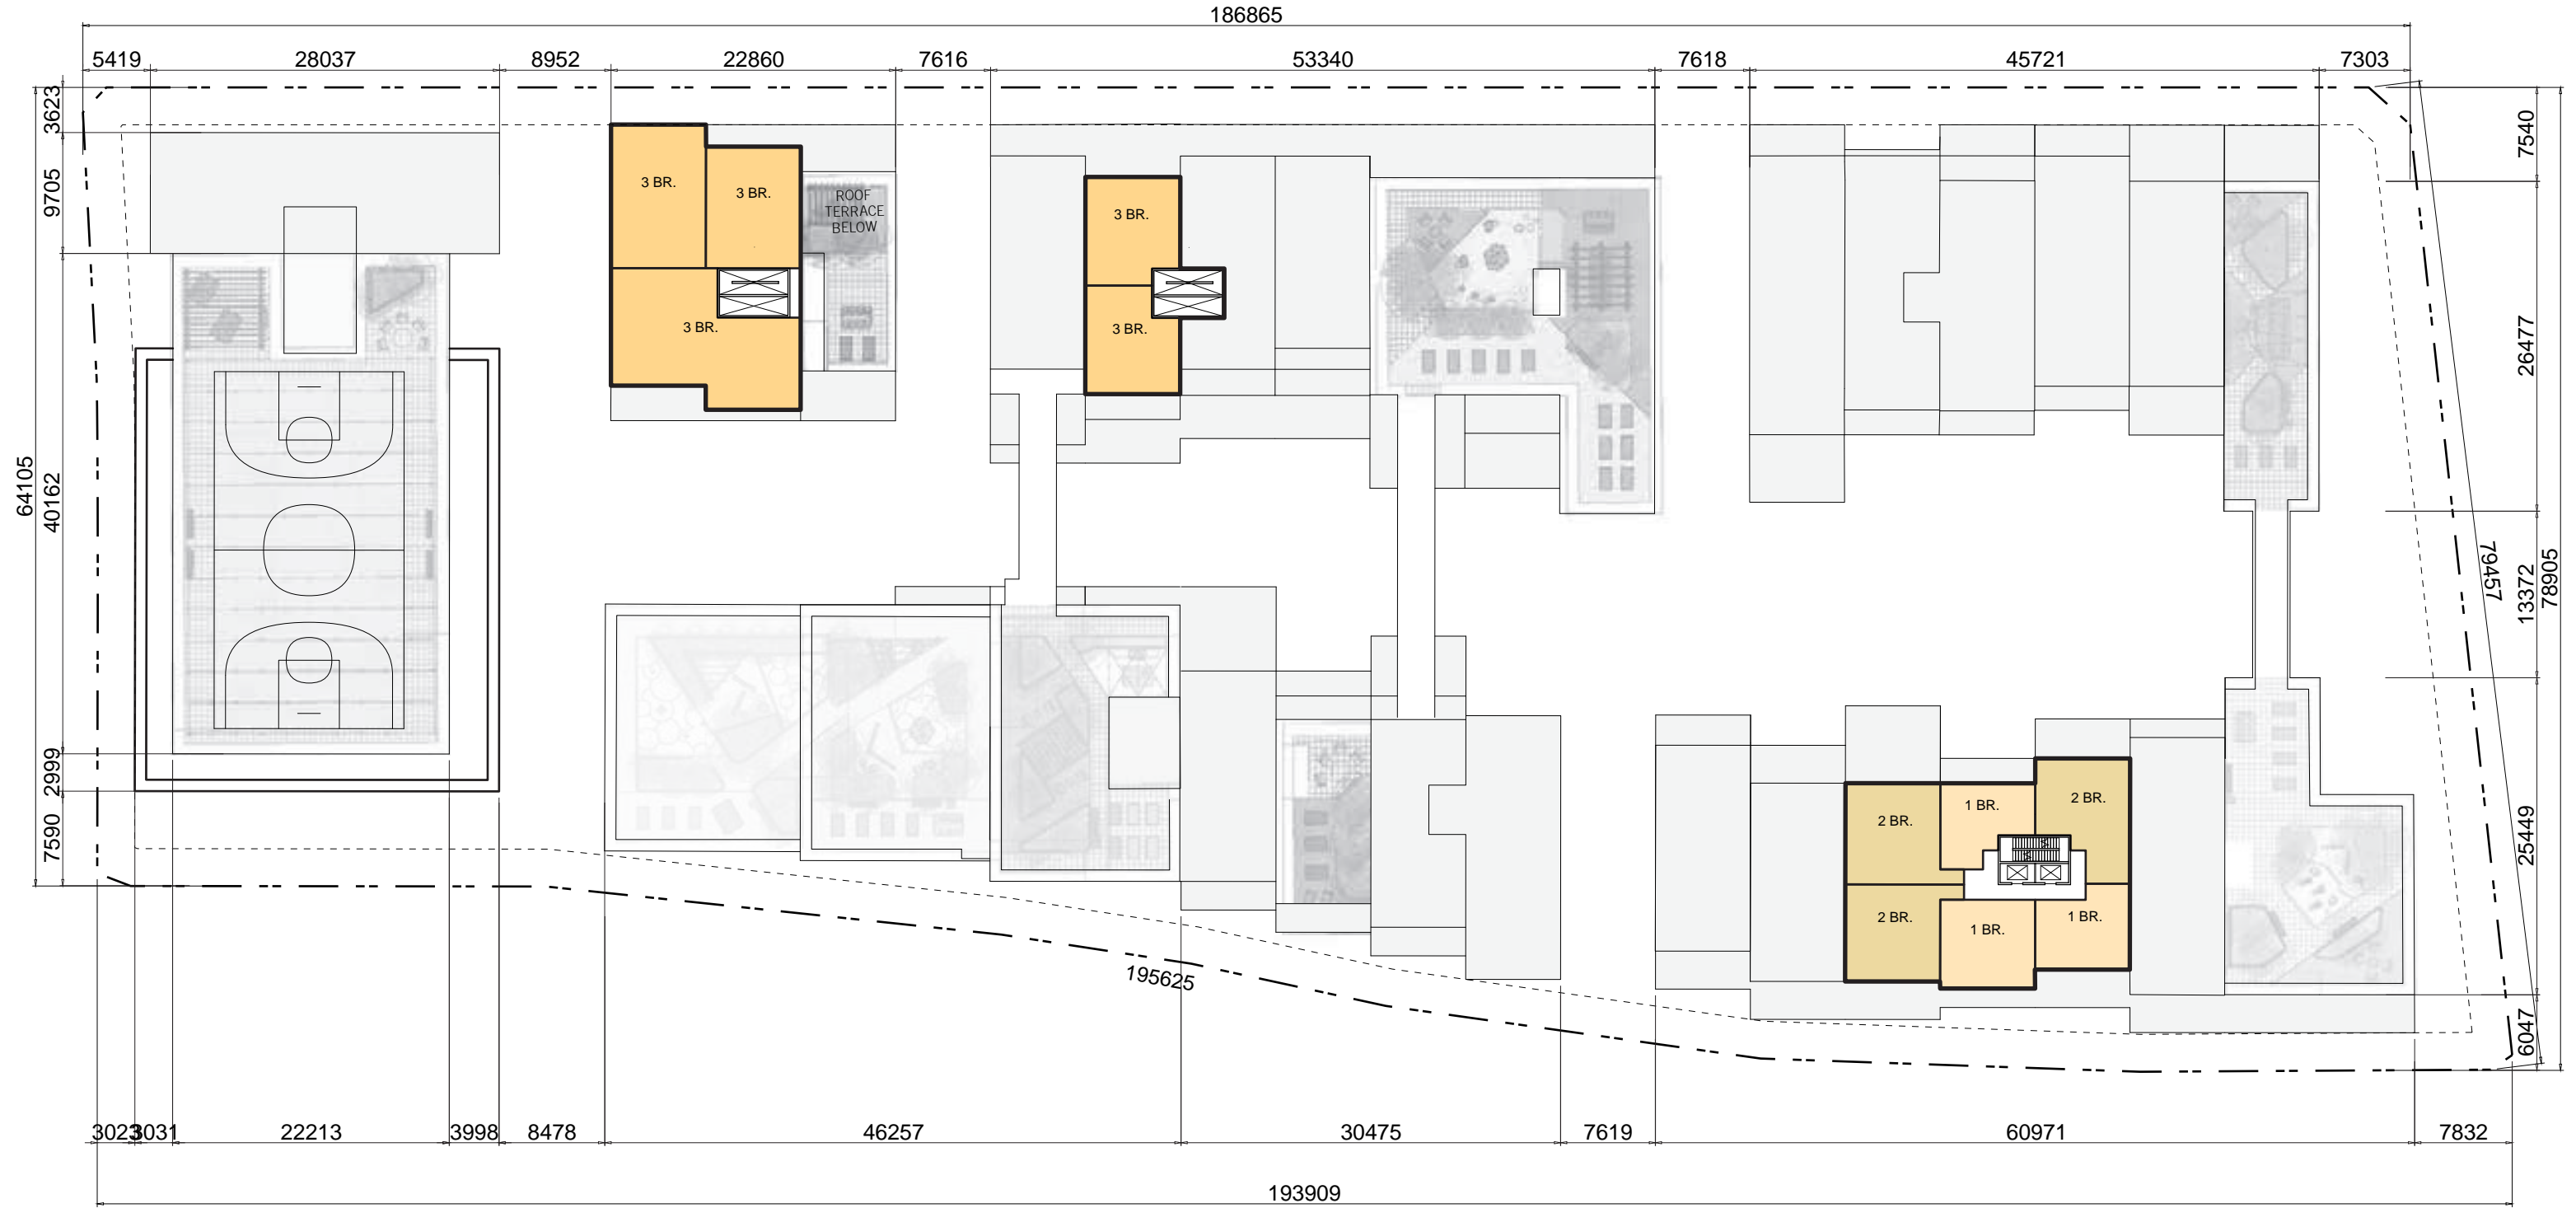 186865
5419 28037 8952 22860 7616 53340 7618 45721 7303
3623
9705
64105
40162
2999
7590
3 BR.
3 BR.
3 BR.
ROOF
TERRACE
BELOW
3 BR.
3 BR.
7540
26477
79457
13372
78905
25449
6047
2 BR.
1 BR.
2 BR.
2 BR.
1 BR.
1 BR.
195625
3023 3031 22213 3998 8478 46257 30475 7619 60971 7832
193909